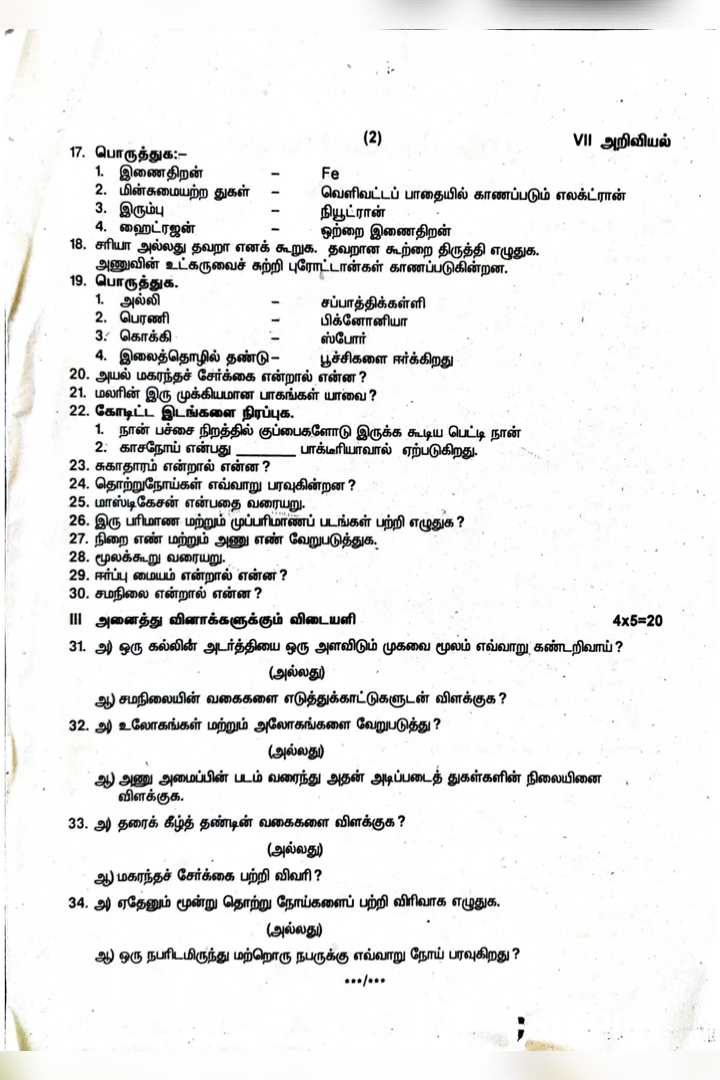 (2) VII அறிவியல்
17. பொருத்துக:–
1. இணைதிறன் – Fe
2. மின்சுமையற்ற துகள் – வெளிவட்டப் பாதையில் காணப்படும் எலக்ட்ரான்
3. இரும்பு – நியூட்ரான்
4. ஹைட்ரஜன் – ஒற்றை இணைதிறன்
18. சரியா அல்லது தவறா எனக் கூறுக. தவறான கூற்றை திருத்தி எழுதுக.
அணுவின் உட்கருவைச் சுற்றி புரோட்டான்கள் காணப்படுகின்றன.
19. பொருத்துக.
1. அல்லி – சப்பாத்திக்கள்ளி
2. பெரணி – பிக்னோனியா
3. கொக்கி – ஸ்போர்
4. இலைத்தொழில் தண்டு – பூச்சிகளை ஈர்க்கிறது
20. அயல் மகரந்தச் சேர்க்கை என்றால் என்ன?
21. மலரின் இரு முக்கியமான பாகங்கள் யாவை?
22. கோடிட்ட இடங்களை நிரப்புக.
1. நான் பச்சை நிறத்தில் குப்பைகளோடு இருக்க கூடிய பெட்டி நான்
2. காசநோய் என்பது ________ பாக்டீரியாவால் ஏற்படுகிறது.
23. சுகாதாரம் என்றால் என்ன?
24. தொற்றுநோய்கள் எவ்வாறு பரவுகின்றன?
25. மாஸ்டிகேசன் என்பதை வரையறு.
26. இரு பரிமாண மற்றும் முப்பரிமாணப் படங்கள் பற்றி எழுதுக?
27. நிறை எண் மற்றும் அணு எண் வேறுபடுத்துக.
28. மூலக்கூறு வரையறு.
29. ஈர்ப்பு மையம் என்றால் என்ன?
30. சமநிலை என்றால் என்ன?
III அனைத்து வினாக்களுக்கும் விடையளி 4x5=20
31. அ) ஒரு கல்லின் அடர்த்தியை ஒரு அளவிடும் முகவை மூலம் எவ்வாறு கண்டறிவாய்?
(அல்லது)
ஆ) சமநிலையின் வகைகளை எடுத்துக்காட்டுகளுடன் விளக்குக?
32. அ) உலோகங்கள் மற்றும் அலோகங்களை வேறுபடுத்து?
(அல்லது)
ஆ) அணு அமைப்பின் படம் வரைந்து அதன் அடிப்படைத் துகள்களின் நிலையினை
விளக்குக.
33. அ) தரைக் கீழ்த் தண்டின் வகைகளை விளக்குக?
(அல்லது)
ஆ) மகரந்தச் சேர்க்கை பற்றி விவரி?
34. அ) ஏதேனும் மூன்று தொற்று நோய்களைப் பற்றி விரிவாக எழுதுக.
(அல்லது)
ஆ) ஒரு நபரிடமிருந்து மற்றொரு நபருக்கு எவ்வாறு நோய் பரவுகிறது?
***/***